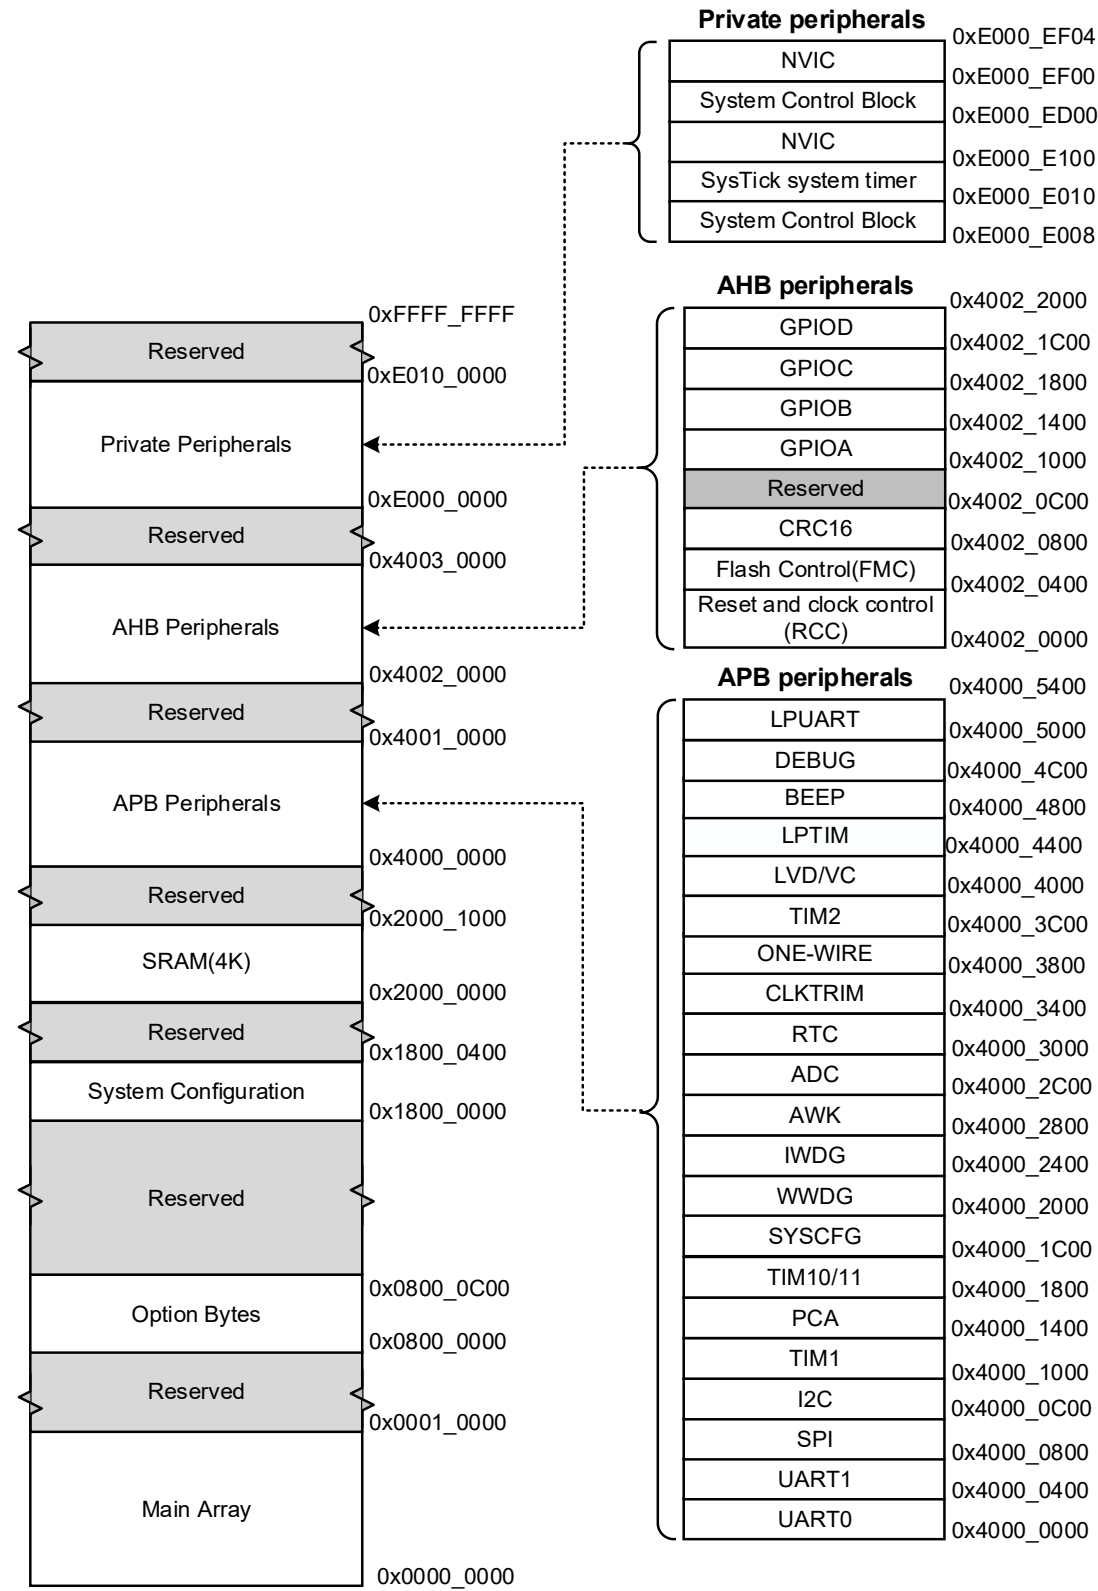 Private peripherals
0xE000_EF04
NVIC
0xE000_EF00
System Control Block
0xE000_ED00
NVIC
0xE000_E100
SysTick system timer
0xE000_E010
System Control Block
0xE000_E008
AHB peripherals
0x4002_2000
GPIOD
0x4002_1C00
GPIOC
0x4002_1800
GPIOB
0x4002_1400
GPIOA
0x4002_1000
Reserved
0x4002_0C00
CRC16
0x4002_0800
Flash Control(FMC)
0x4002_0400
Reset and clock control
(RCC)
0x4002_0000
APB peripherals
0x4000_5400
LPUART
0x4000_5000
DEBUG
0x4000_4C00
BEEP
0x4000_4800
LPTIM
0x4000_4400
LVD/VC
0x4000_4000
TIM2
0x4000_3C00
ONE-WIRE
0x4000_3800
CLKTRIM
0x4000_3400
RTC
0x4000_3000
ADC
0x4000_2C00
AWK
0x4000_2800
IWDG
0x4000_2400
WWDG
0x4000_2000
SYSCFG
0x4000_1C00
TIM10/11
0x4000_1800
PCA
0x4000_1400
TIM1
0x4000_1000
I2C
0x4000_0C00
SPI
0x4000_0800
UART1
0x4000_0400
UART0
0x4000_0000
0xFFFF_FFFF
Reserved
0xE010_0000
Private Peripherals
0xE000_0000
Reserved
0x4003_0000
AHB Peripherals
0x4002_0000
Reserved
0x4001_0000
APB Peripherals
0x4000_0000
Reserved
0x2000_1000
SRAM(4K)
0x2000_0000
Reserved
0x1800_0400
System Configuration
0x1800_0000
Reserved
0x0800_0C00
Option Bytes
0x0800_0000
Reserved
0x0001_0000
Main Array
0x0000_0000